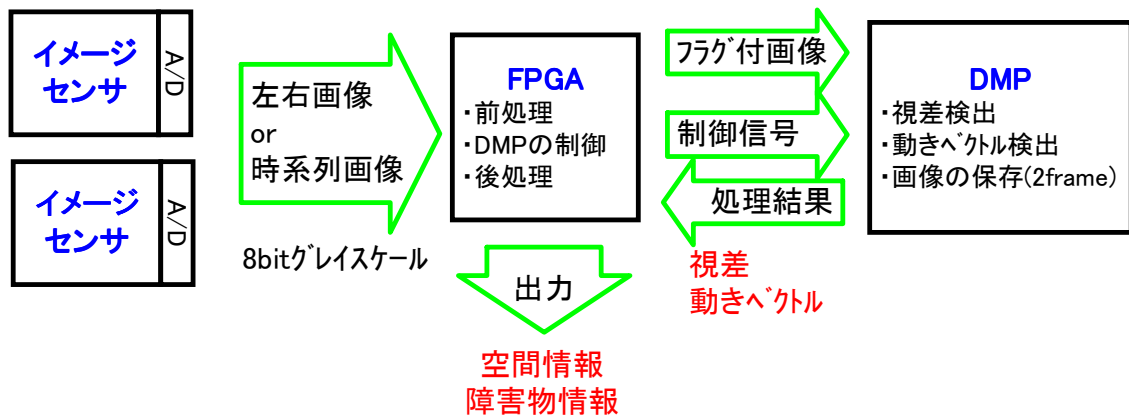 イメージ
センサ
A/D
イメージ
センサ
A/D
左右画像
or
時系列画像
8bitグレイスケール
FPGA
・前処理
・DMPの制御
・後処理
フラグ付画像
制御信号
処理結果
視差
動きベクトル
DMP
・視差検出
・動きベクトル検出
・画像の保存(2frame)
出力
空間情報
障害物情報